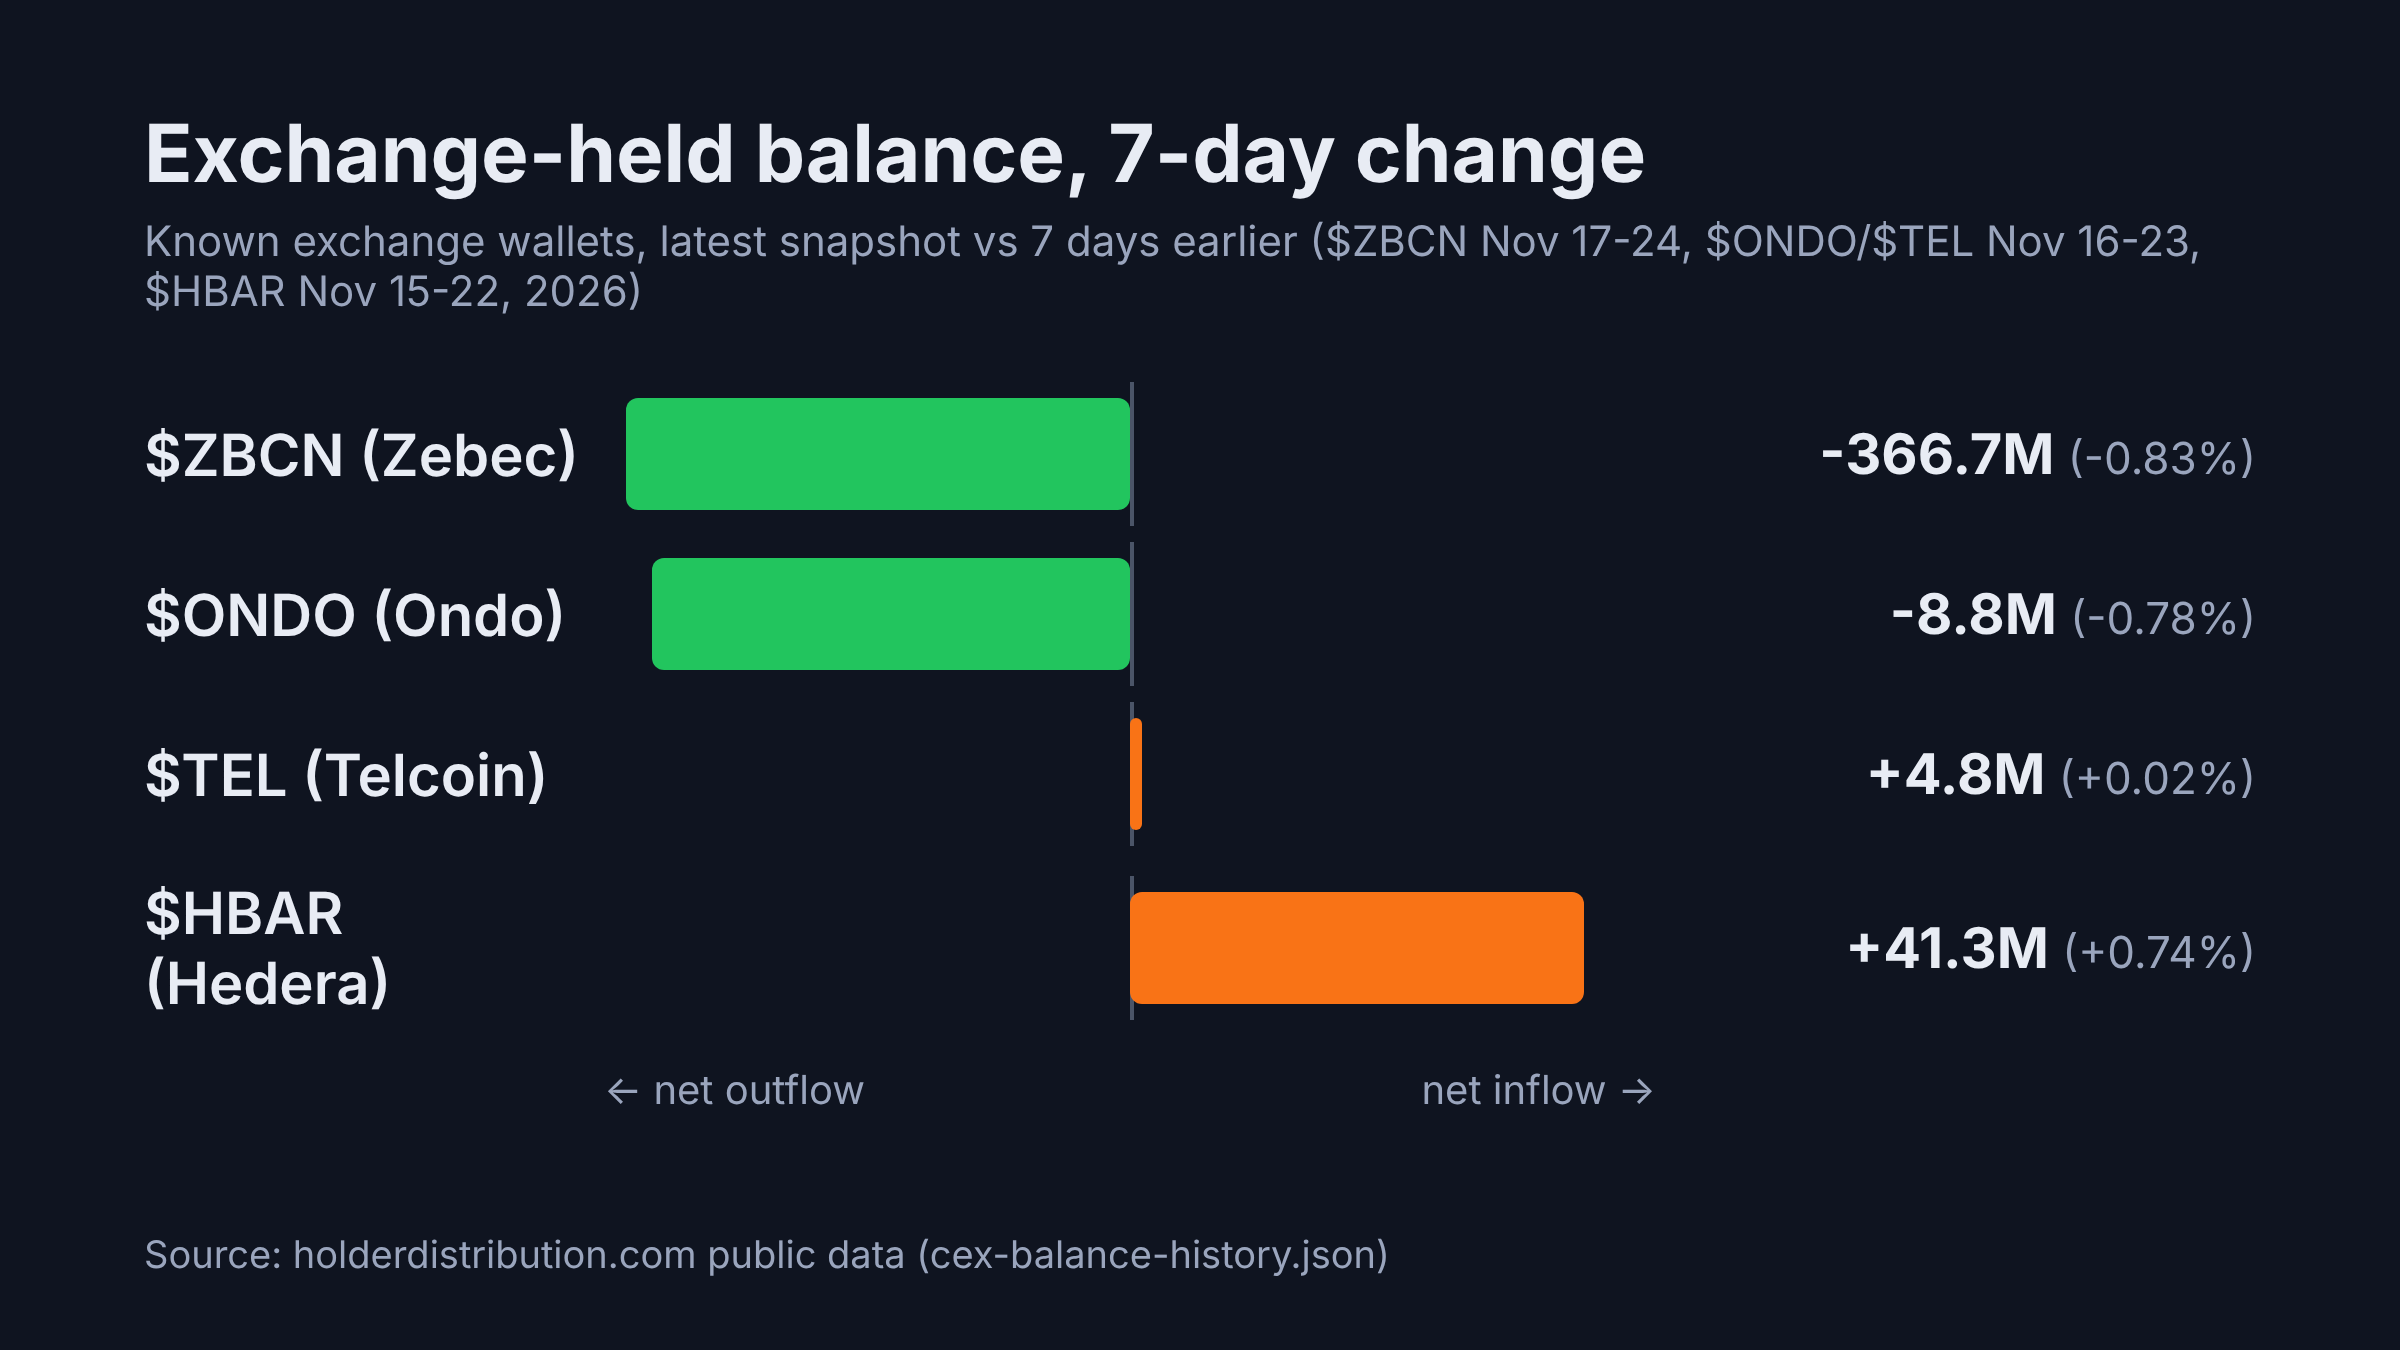 Exchange-held balance, 7-day change
Known exchange wallets, latest snapshot vs 7 days earlier ($ZBCN Nov 17-24, $ONDO/$TEL Nov 16-23,
$HBAR Nov 15-22, 2026)
$ZBCN (Zebec)
-366.7M (-0.83%)
$ONDO (Ondo)
-8.8M (-0.78%)
$TEL (Telcoin)
+4.8M (+0.02%)
$HBAR
(Hedera)
+41.3M (+0.74%)
← net outflow
net inflow →
Source: holderdistribution.com public data (cex-balance-history.json)